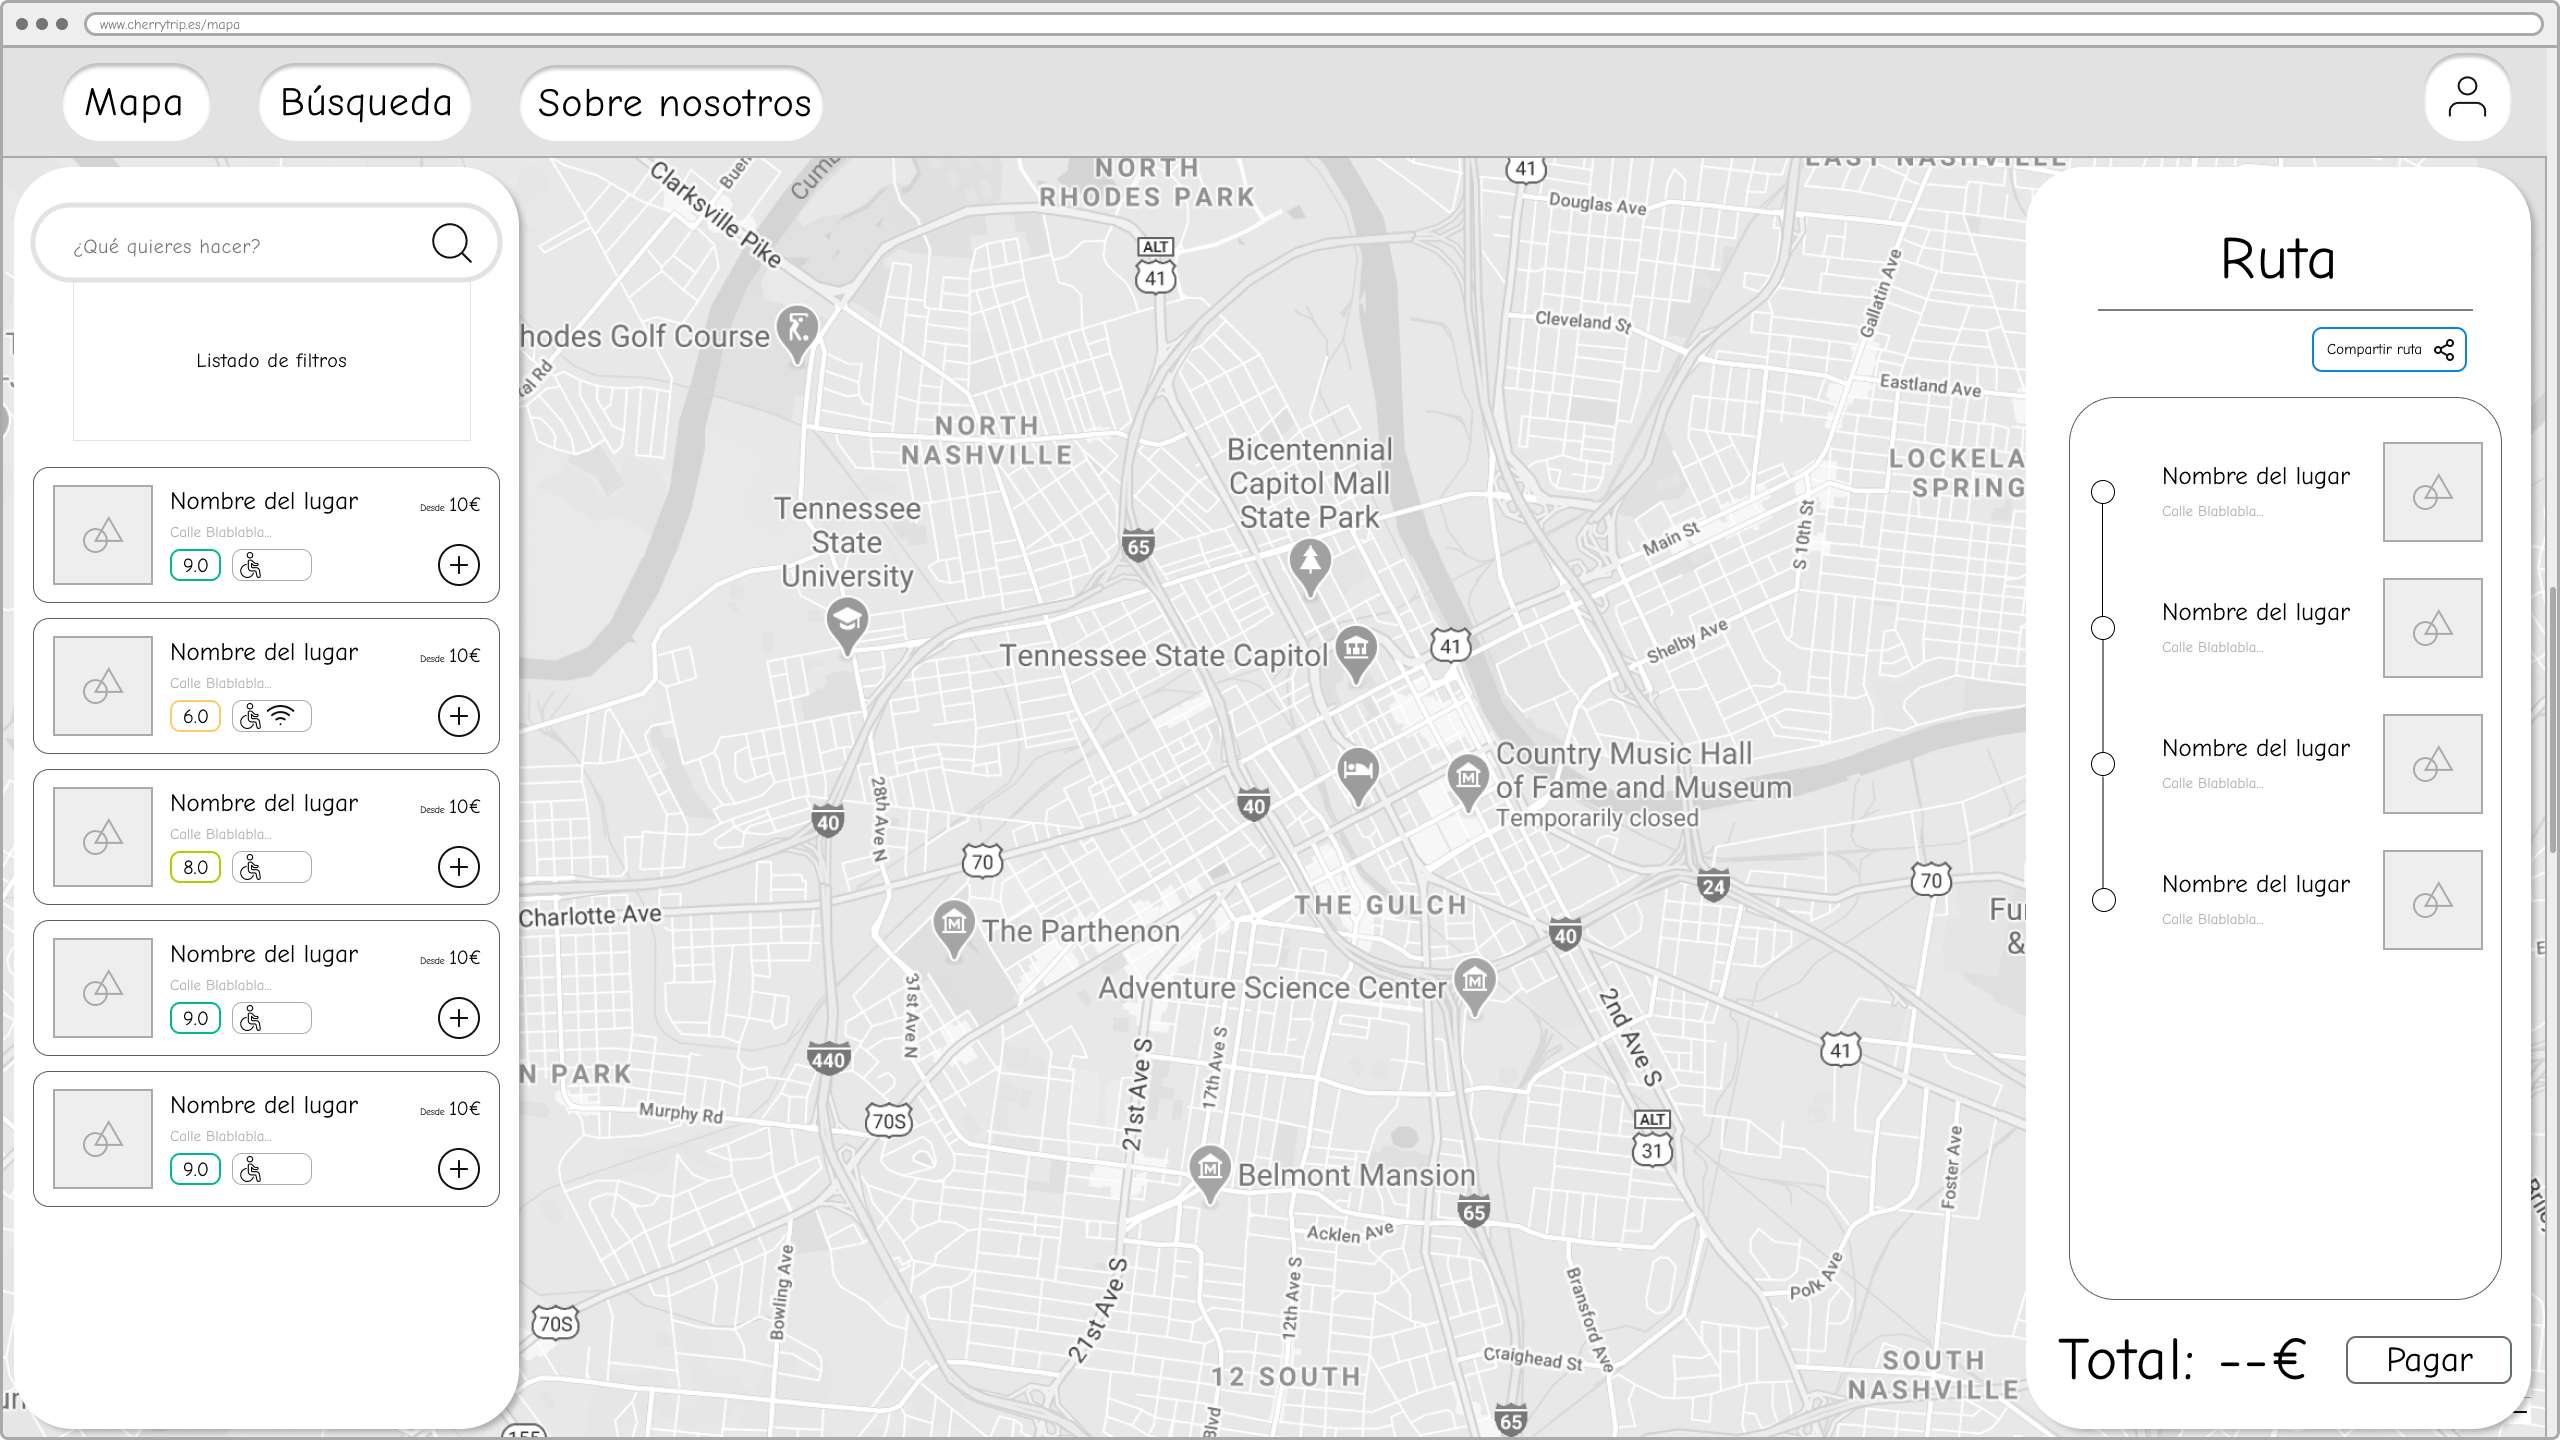 www.cherrytrip.es/mapa
Mapa
Búsqueda
Sobre nosotros
¿Qué quieres hacer?
Listado de filtros
Nombre del lugar
Desde 10€
Calle Blablabla...
9.0
Nombre del lugar
Desde 10€
Calle Blablabla...
6.0
Nombre del lugar
Desde 10€
Calle Blablabla...
8.0
Nombre del lugar
Desde 10€
Calle Blablabla...
9.0
Nombre del lugar
Desde 10€
Calle Blablabla...
9.0
Clarksville Pike
NORTH
RHODES PARK
41
Douglas Ave
EAST NASHVILLE
ALT
41
hodes Golf Course
Cleveland St
Gallatin Ave
Eastland Ave
NORTH
NASHVILLE
Bicentennial
Capitol Mall
State Park
LOCKELA
SPRING
Tennessee
State
University
65
Main St
S 10th St
Tennessee State Capitol
41
Shelby Ave
Country Music Hall
of Fame and Museum
Temporarily closed
28th Ave N
40
40
70
24
70
Charlotte Ave
THE GULCH
The Parthenon
40
Adventure Science Center
31st Ave N
2nd Ave S
440
41
N PARK
17th Ave S
21st Ave S
Murphy Rd
70S
ALT
31
Belmont Mansion
Foster Ave
65
Acklen Ave
Bowling Ave
12th Ave S
Bransford Ave
Polk Ave
70S
21st Ave S
Craighead St
12 SOUTH
SOUTH
NASHVILLE
65
Blvd
155
Ruta
Compartir ruta
Nombre del lugar
Calle Blablabla...
Nombre del lugar
Calle Blablabla...
Nombre del lugar
Calle Blablabla...
Nombre del lugar
Calle Blablabla...
Total: --€
Pagar